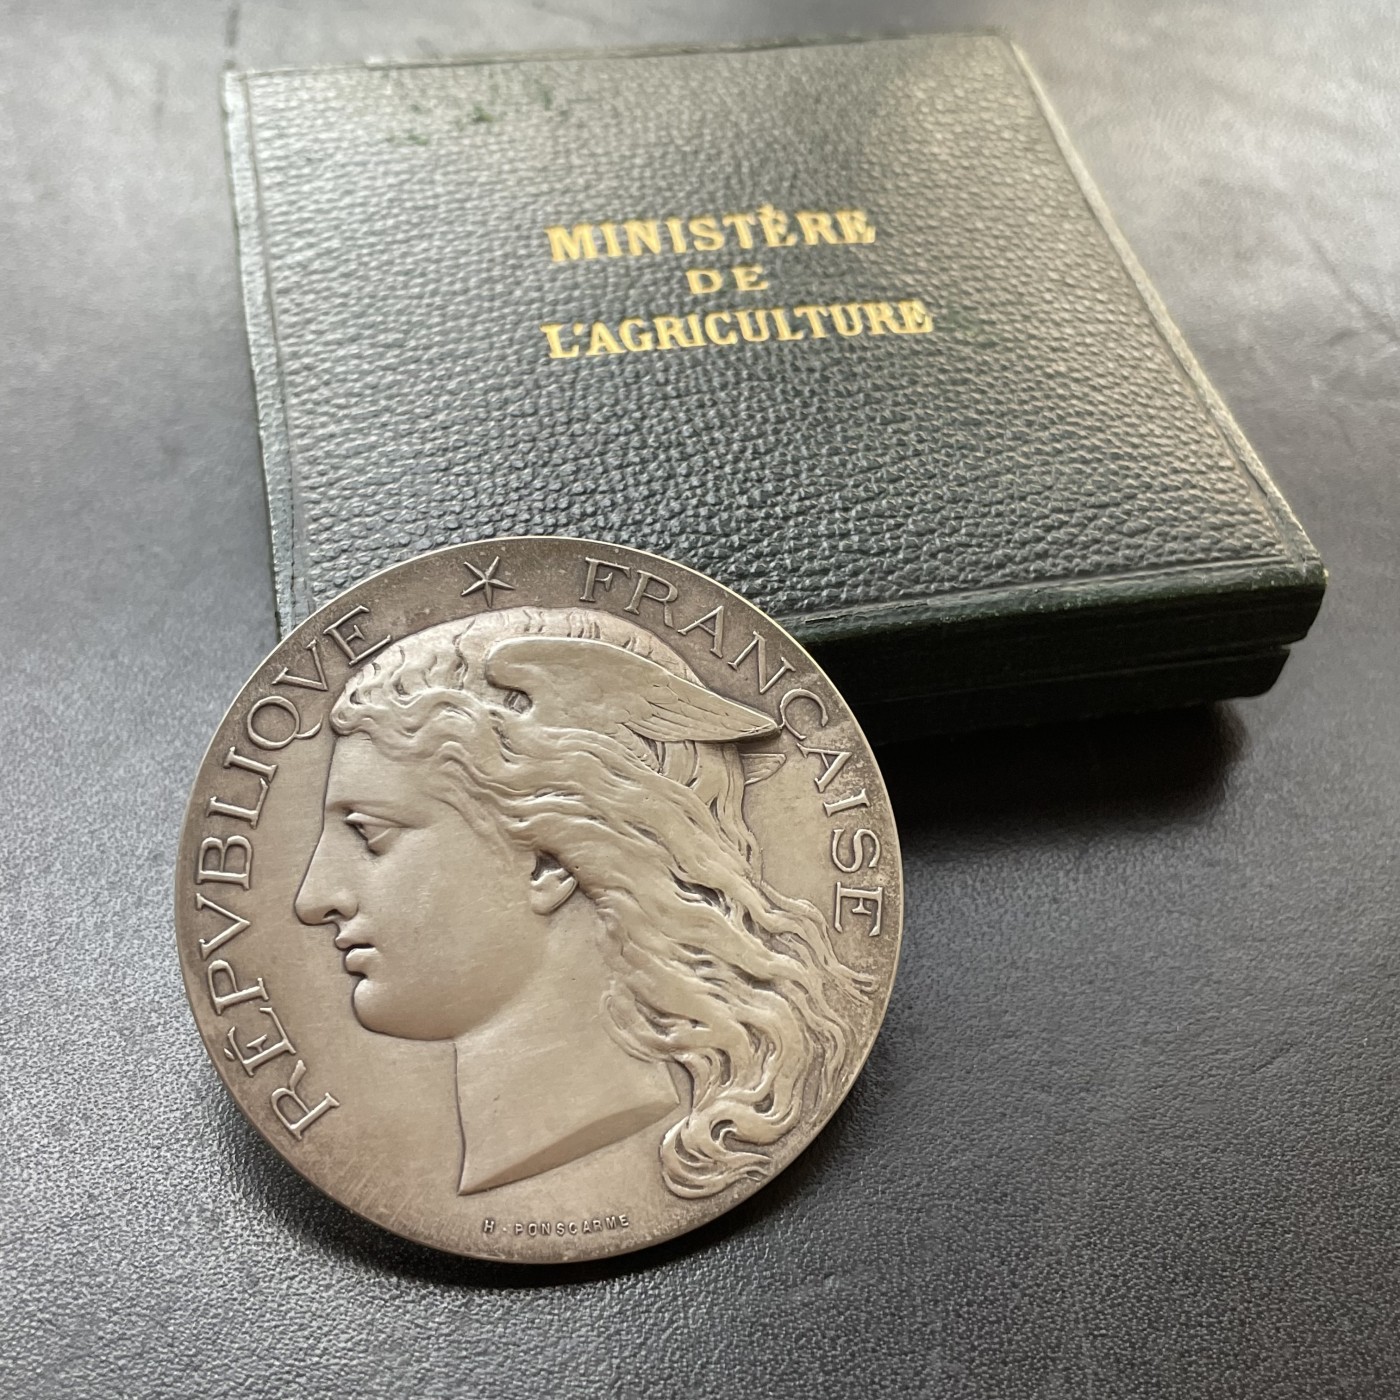 MINISTÈRE
DE
L'AGRICULTURE
RÉPVBLIQVE ★ FRANÇAISE
H · PONSCARME